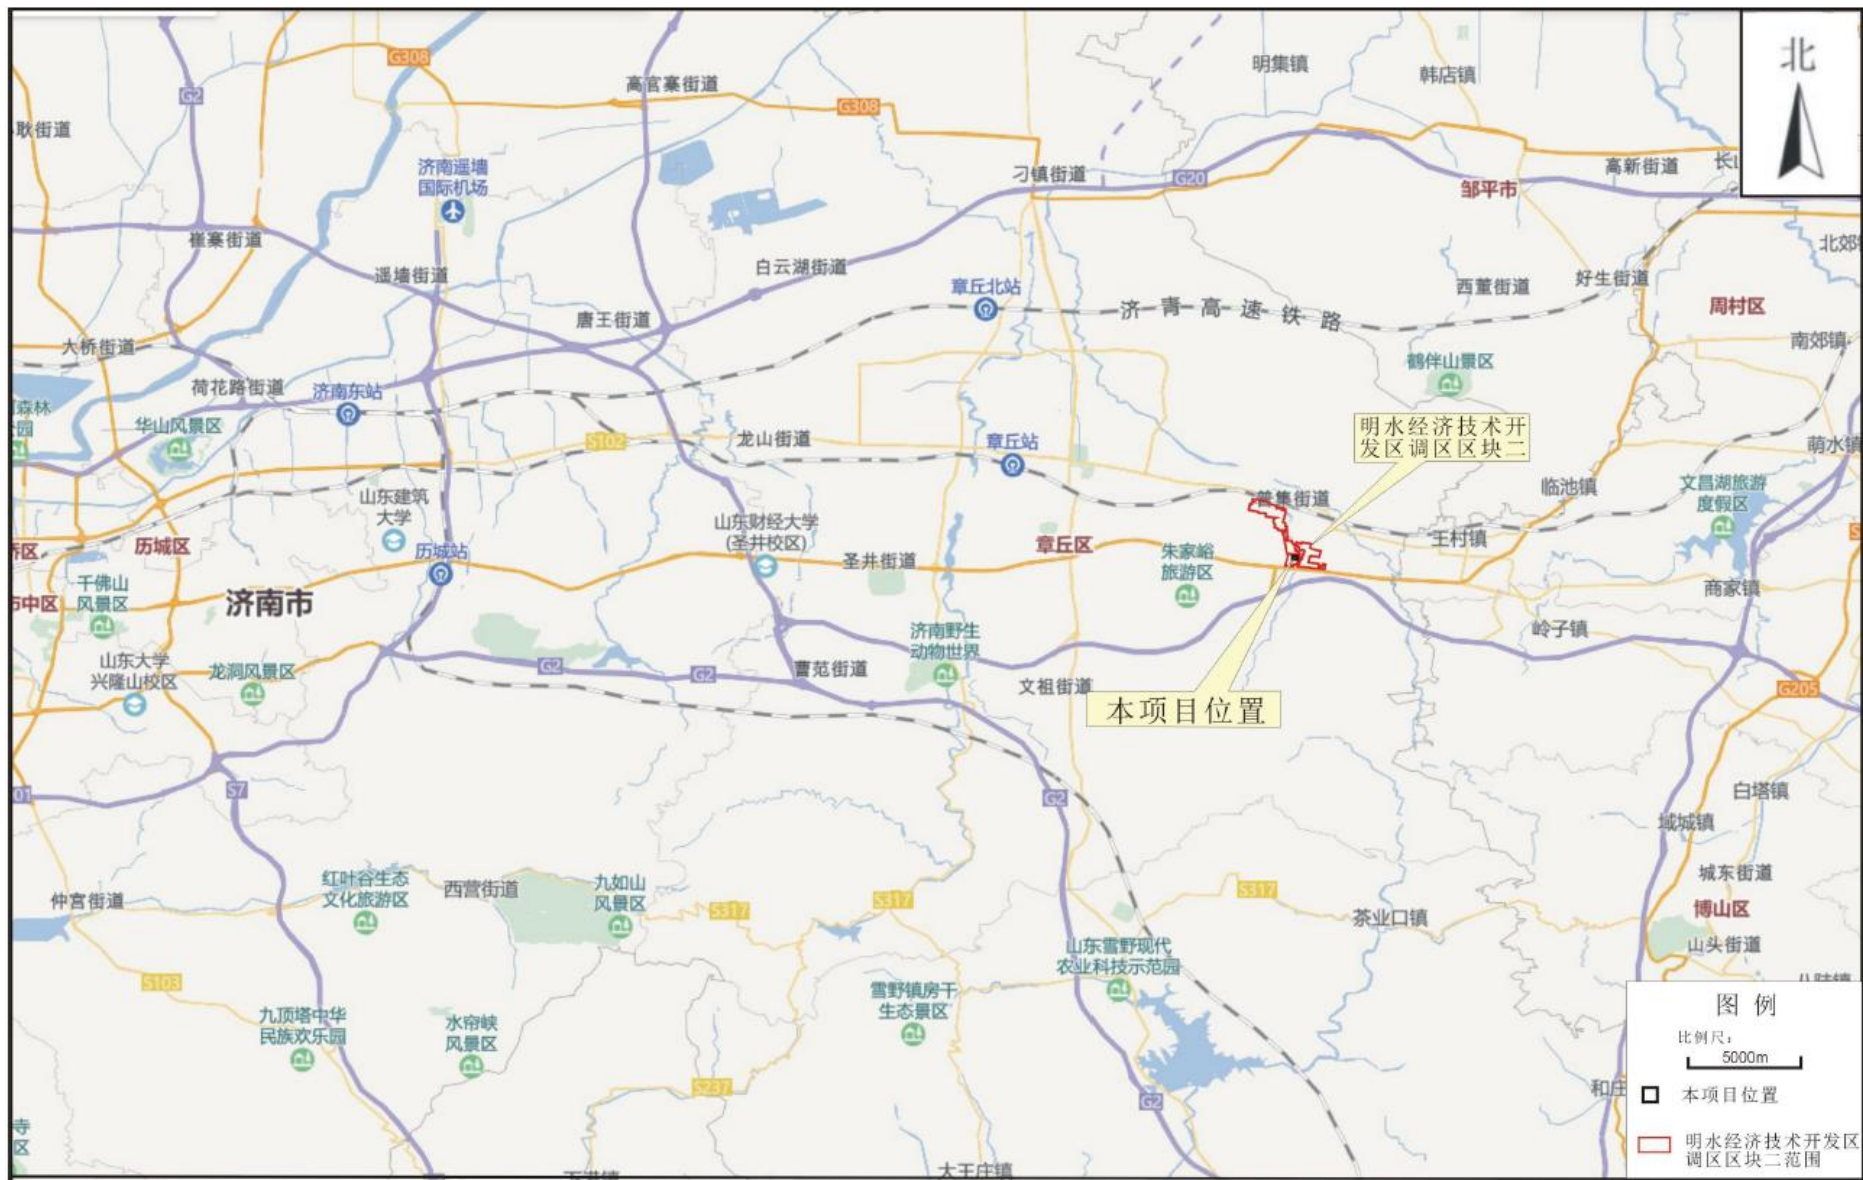 北
G308
高官寨街道
G308
明集镇
韩店镇
G2
耿街道
济南遥墙
国际机场
刁镇街道
G20
邹平市
高新街道
崔寨街道
遥墙街道
白云湖街道
北郊
章丘北站
济青高速铁路
西董街道
好生街道
周村区
唐王街道
大桥街道
南郊镇
荷花路街道
济南东站
鹤伴山景区
森林
公园
华山风景区
S102
龙山街道
章丘站
明水经济技术开
发区调区区块二
萌水镇
山东建筑
大学
普集街道
临池镇
文昌湖旅游
度假区
山东财经大学
(圣井校区)
历城区
历城站
圣井街道
章丘区
朱家峪
旅游区
王村镇
千佛山
风景区
市中区
济南市
商家镇
岭子镇
济南野生
动物世界
山东大学
兴隆山校区
龙洞风景区
G2
G2
曹范街道
文祖街道
G205
本项目位置
S7
G2
白塔镇
域城镇
城东街道
红叶谷生态
文化旅游区
西营街道
九如山
风景区
仲宫街道
S317
S317
S317
茶业口镇
博山区
山头街道
山东雪野现代
农业科技示范园
S103
雪野镇房干
生态景区
九顶塔中华
民族欢乐园
水帘峡
风景区
S237
G2
和庄
大王庄镇
图例
比例尺：
5000m
本项目位置
明水经济技术开发区
调区区块二范围